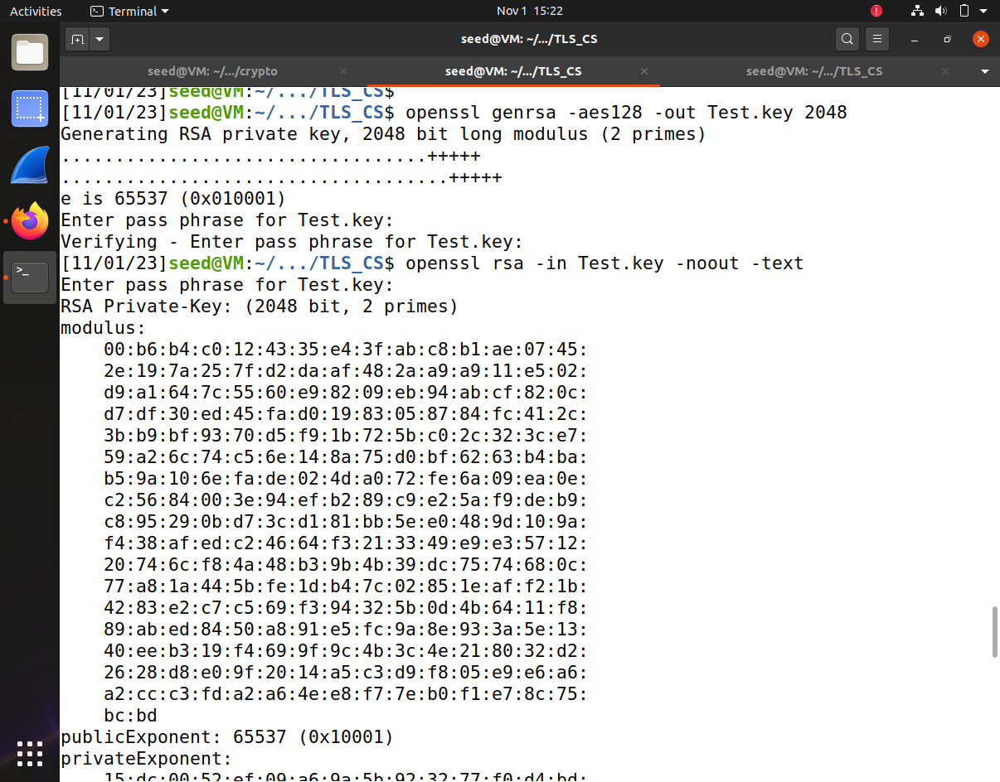 Activities
Terminal
Nov 1 15:22
seed@VM: ~/.../TLS_CS
seed@VM: ~/.../crypto
seed@VM: ~/.../TLS_CS
seed@VM: ~/.../TLS_CS
[11/01/23]seed@VM:~/.../TLS_CS$
[11/01/23]seed@VM:~/.../TLS_CS$ openssl genrsa -aes128 -out Test.key 2048
Generating RSA private key, 2048 bit long modulus (2 primes)
..................................+++++
....................................+++++
e is 65537 (0x010001)
Enter pass phrase for Test.key:
Verifying - Enter pass phrase for Test.key:
[11/01/23]seed@VM:~/.../TLS_CS$ openssl rsa -in Test.key -noout -text
Enter pass phrase for Test.key:
RSA Private-Key: (2048 bit, 2 primes)
modulus:
00:b6:b4:c0:12:43:35:e4:3f:ab:c8:b1:ae:07:45:
2e:19:7a:25:7f:d2:da:af:48:2a:a9:a9:11:e5:02:
d9:a1:64:7c:55:60:e9:82:09:eb:94:ab:cf:82:0c:
d7:df:30:ed:45:fa:d0:19:83:05:87:84:fc:41:2c:
3b:b9:bf:93:70:d5:f9:1b:72:5b:c0:2c:32:3c:e7:
59:a2:6c:74:c5:6e:14:8a:75:d0:bf:62:63:b4:ba:
b5:9a:10:6e:fa:de:02:4d:a0:72:fe:6a:09:ea:0e:
c2:56:84:00:3e:94:ef:b2:89:c9:e2:5a:f9:de:b9:
c8:95:29:0b:d7:3c:d1:81:bb:5e:e0:48:9d:10:9a:
f4:38:af:ed:c2:46:64:f3:21:33:49:e9:e3:57:12:
20:74:6c:f8:4a:48:b3:9b:4b:39:dc:75:74:68:0c:
77:a8:1a:44:5b:fe:1d:b4:7c:02:85:1e:af:f2:1b:
42:83:e2:c7:c5:69:f3:94:32:5b:0d:4b:64:11:f8:
89:ab:ed:84:50:a8:91:e5:fc:9a:8e:93:3a:5e:13:
40:ee:b3:19:f4:69:9f:9c:4b:3c:4e:21:80:32:d2:
26:28:d8:e0:9f:20:14:a5:c3:d9:f8:05:e9:e6:a6:
a2:cc:c3:fd:a2:a6:4e:e8:f7:7e:b0:f1:e7:8c:75:
bc:bd
publicExponent: 65537 (0x10001)
privateExponent:
15:dc:00:52:ef:09:a6:9a:5b:92:32:77:f0:d4:bd: